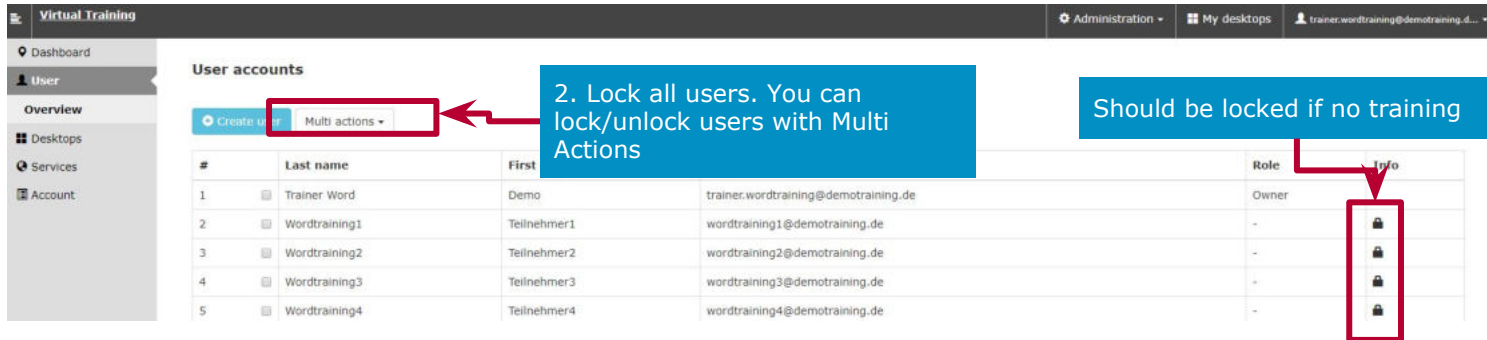 Virtual Training
Administration
My desktops
trainer.wordtraining@demotraining.d...
Dashboard
User
Overview
Desktops
Services
Account
User accounts
Create user
Multi actions
2. Lock all users. You can
lock/unlock users with Multi
Actions
Should be locked if no training
# Last name First Role Info
1 Trainer Word Demo trainer.wordtraining@demotraining.de Owner
2 Wordtraining1 Teilnehmer1 wordtraining1@demotraining.de -
3 Wordtraining2 Teilnehmer2 wordtraining2@demotraining.de -
4 Wordtraining3 Teilnehmer3 wordtraining3@demotraining.de -
5 Wordtraining4 Teilnehmer4 wordtraining4@demotraining.de -